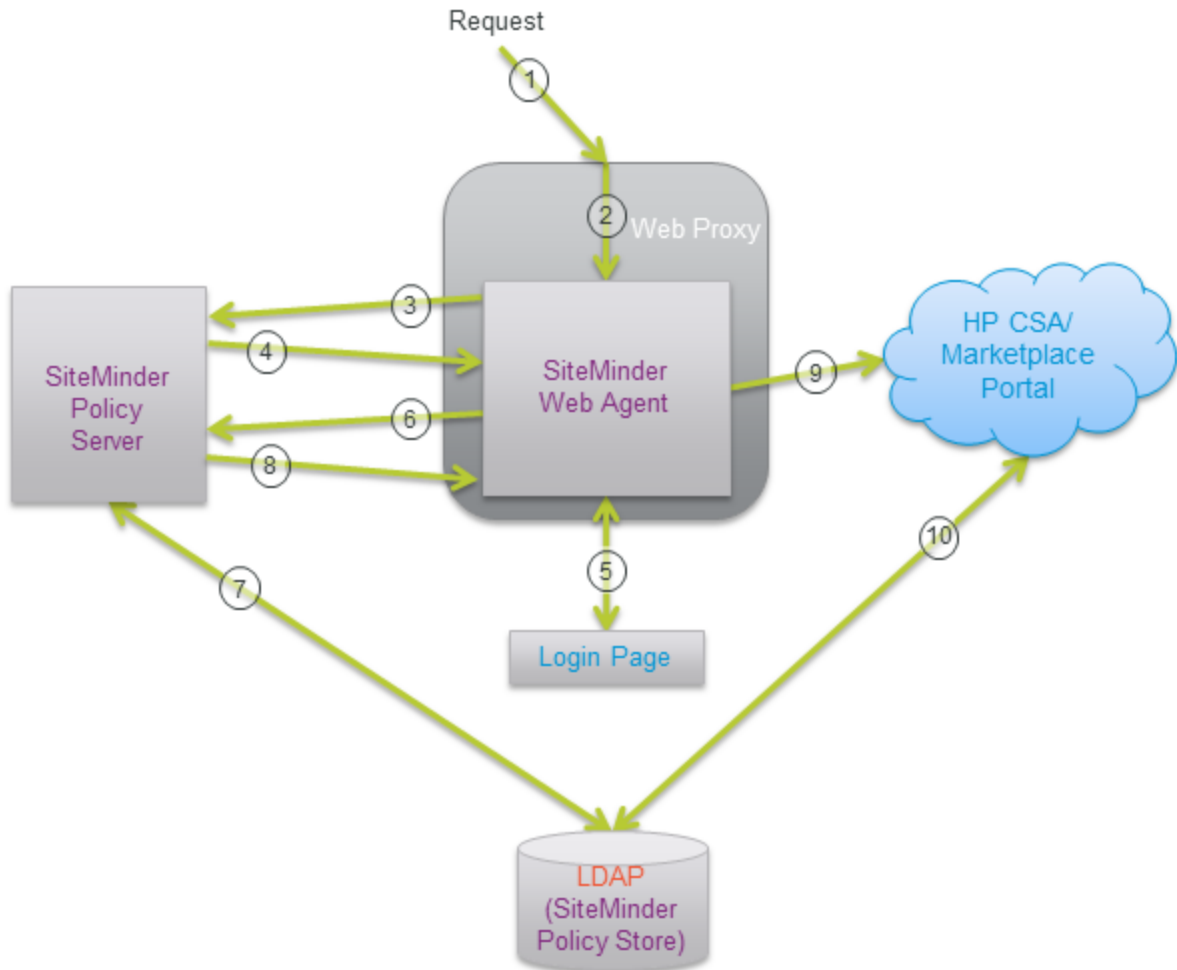 Request
1
2
Web Proxy
3
4
6
8
SiteMinder
Policy
Server
SiteMinder
Web Agent
9
HP CSA/
Marketplace
Portal
5
7
10
Login Page
LDAP
(SiteMinder
Policy Store)